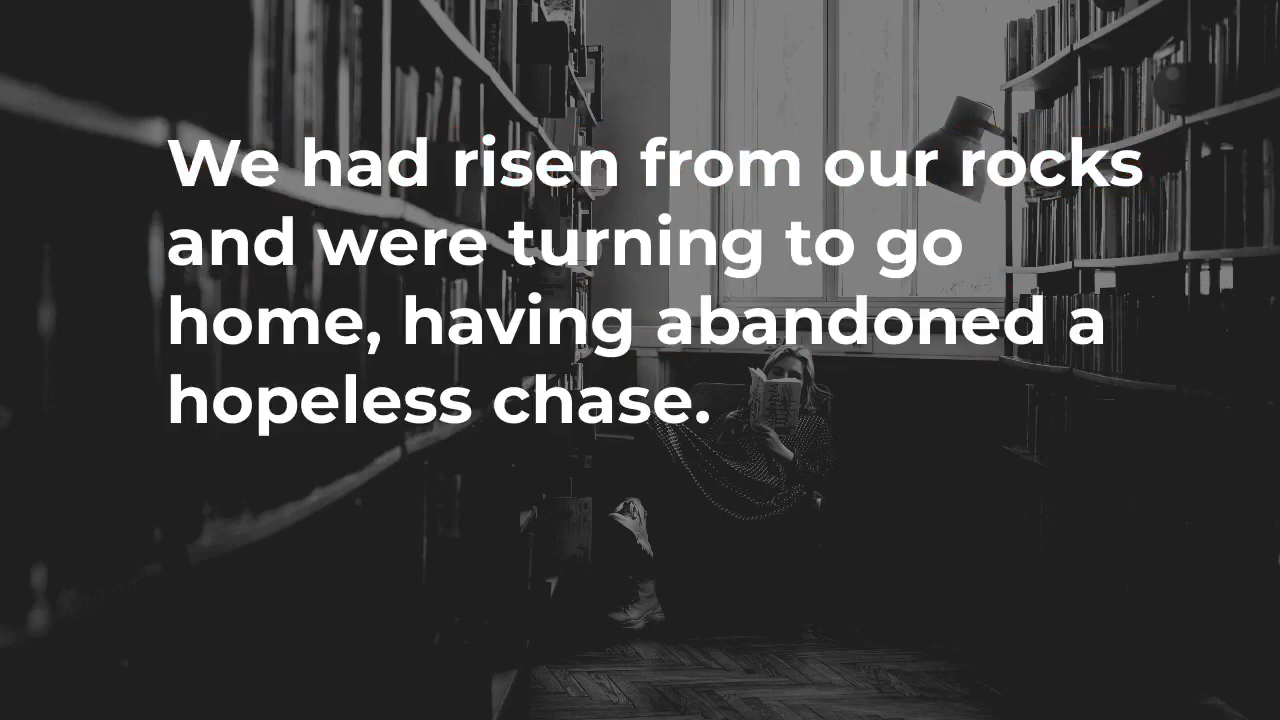 We had risen from our rocks
and were turning to go
home, having abandoned a
hopeless chase.